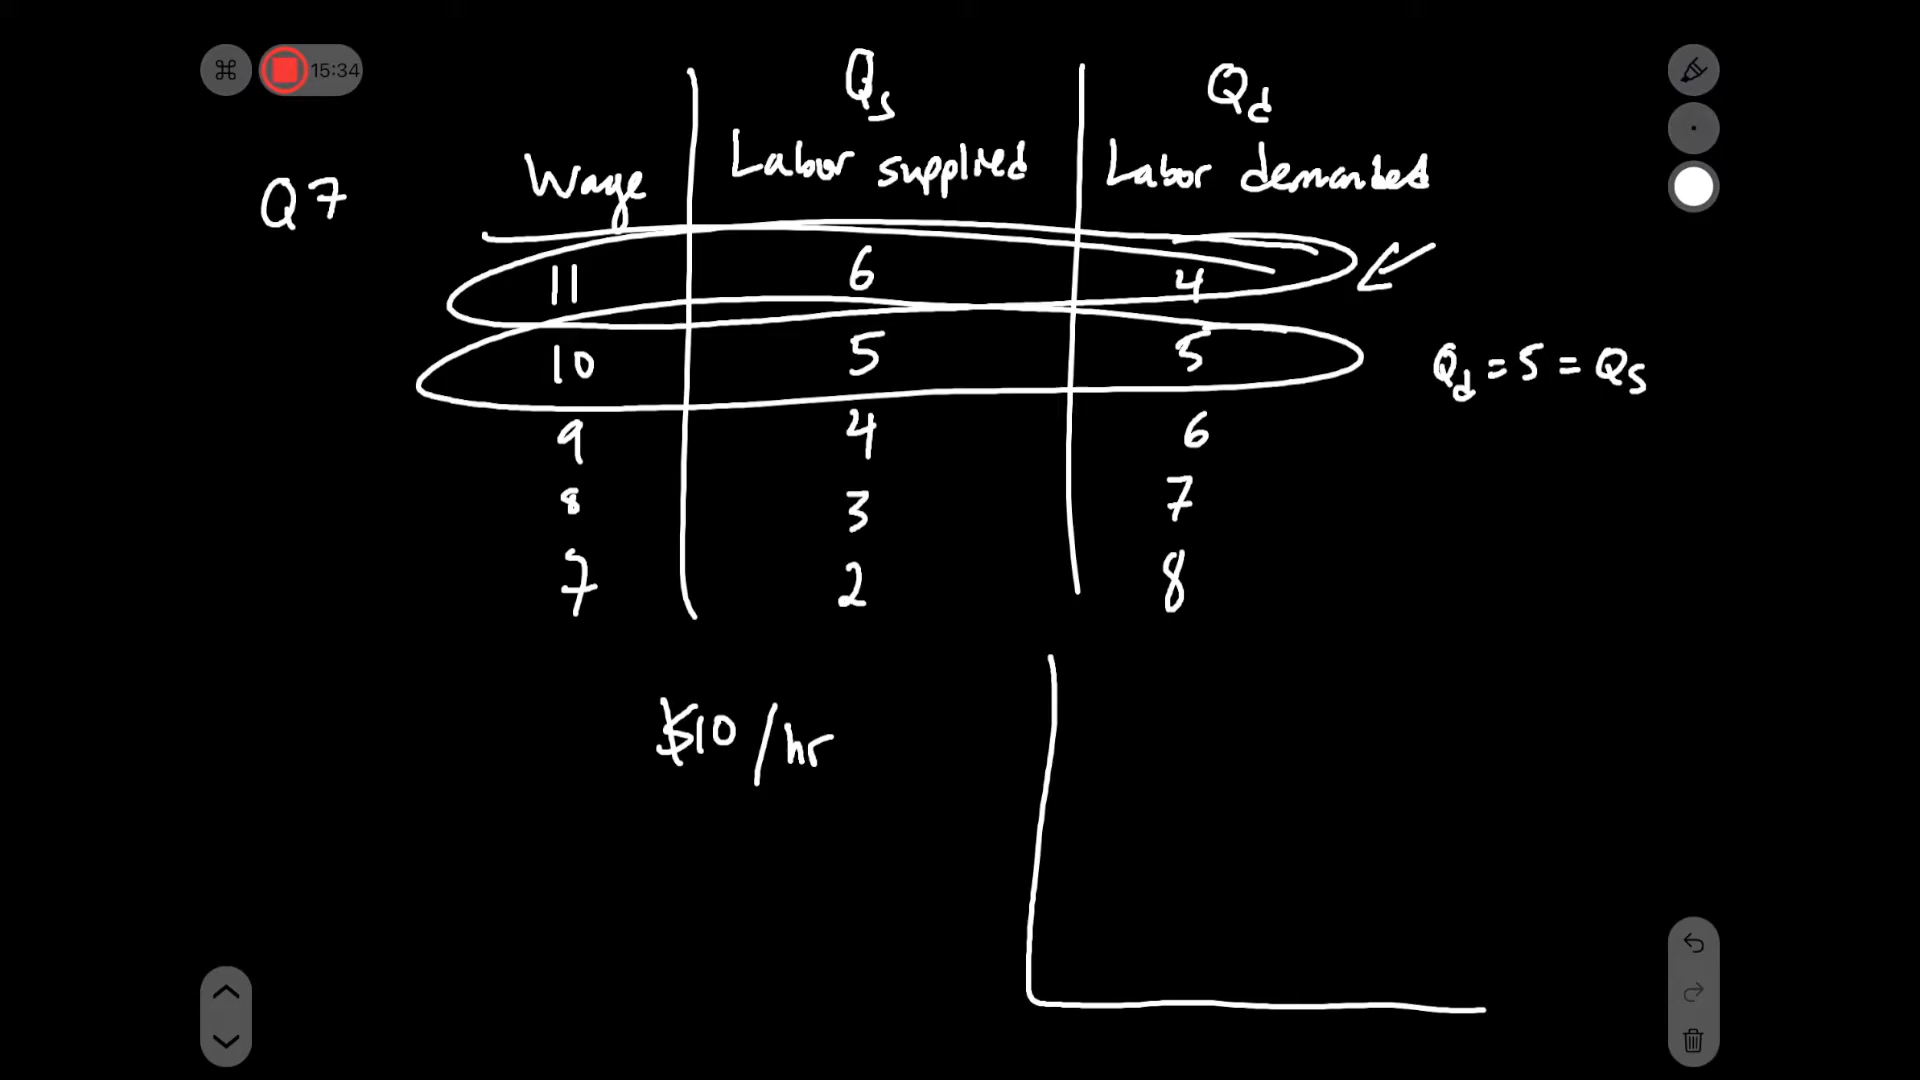 15:34
Qs Qd
Q7 Wage Labor supplied Labor demanded
11 6 4
10 5 5
Qd = 5 = Qs
9 4 6
8 3 7
7 2 8
$10/hr